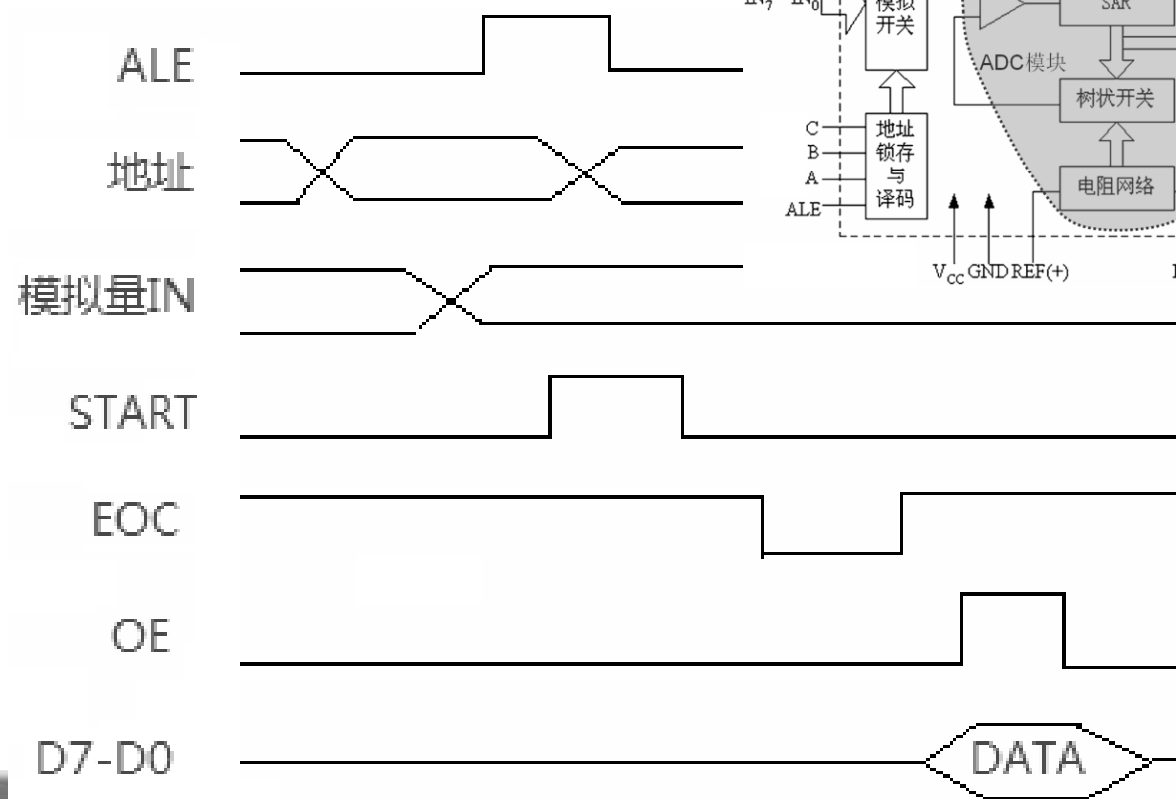 ALE
地址
模拟量IN
START
EOC
OE
D7-D0
DATA
IN7 IN0
模拟
开关
C
B
A
ALE
地址
锁存
与
译码
SAR
ADC模块
树状开关
电阻网络
VCC GND REF(+)